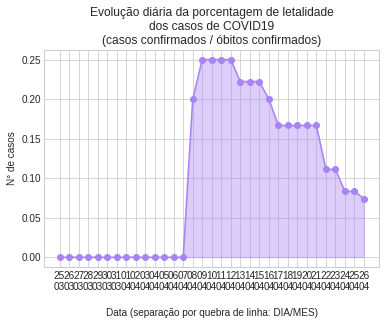 Evolução diária da porcentagem de letalidade
dos casos de COVID19
(casos confirmados / óbitos confirmados)
0.25
0.20
0.15
0.10
0.05
0.00
N° de casos
25 26 27 28 29 30 31 01 02 03 04 05 06 07 08 09 10 11 12 13 14 15 16 17 18 19 20 21 22 23 24 25 26
03 03 03 03 03 03 03 04 04 04 04 04 04 04 04 04 04 04 04 04 04 04 04 04 04 04 04 04 04 04 04 04 04
Data (separação por quebra de linha: DIA/MES)